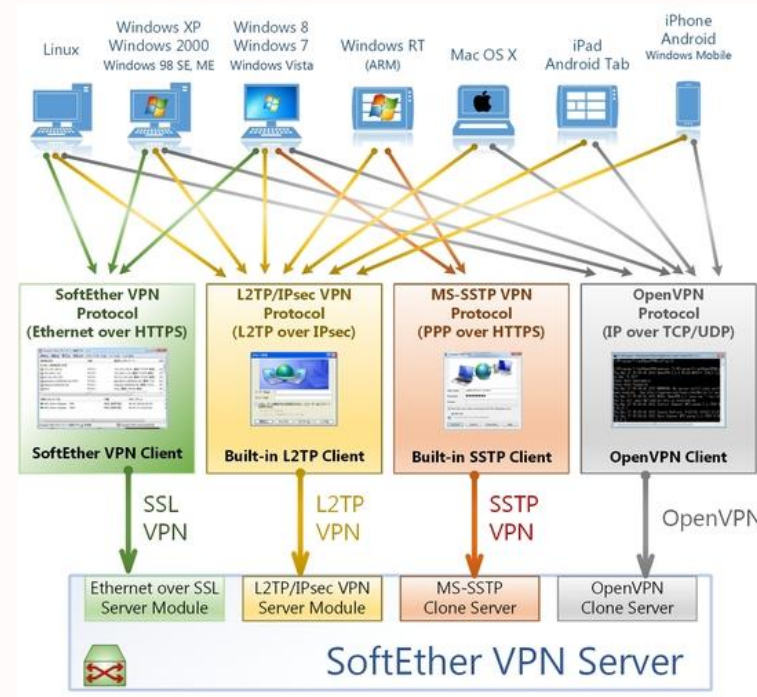 Linux
Windows XP
Windows 2000
Windows 98 SE, ME
Windows 8
Windows 7
Windows Vista
Windows RT
(ARM)
Mac OS X
iPad
Android Tab
iPhone
Android
Windows Mobile
SoftEther VPN
Protocol
(Ethernet over HTTPS)
SoftEther VPN Client
L2TP/IPsec VPN
Protocol
(L2TP over IPsec)
Built-in L2TP Client
MS-SSTP VPN
Protocol
(PPP over HTTPS)
Built-in SSTP Client
OpenVPN
Protocol
(IP over TCP/UDP)
OpenVPN Client
SSL
VPN
L2TP
VPN
SSTP
VPN
OpenVPN
Ethernet over SSL
Server Module
L2TP/IPsec VPN
Server Module
MS-SSTP
Clone Server
OpenVPN
Clone Server
SoftEther VPN Server